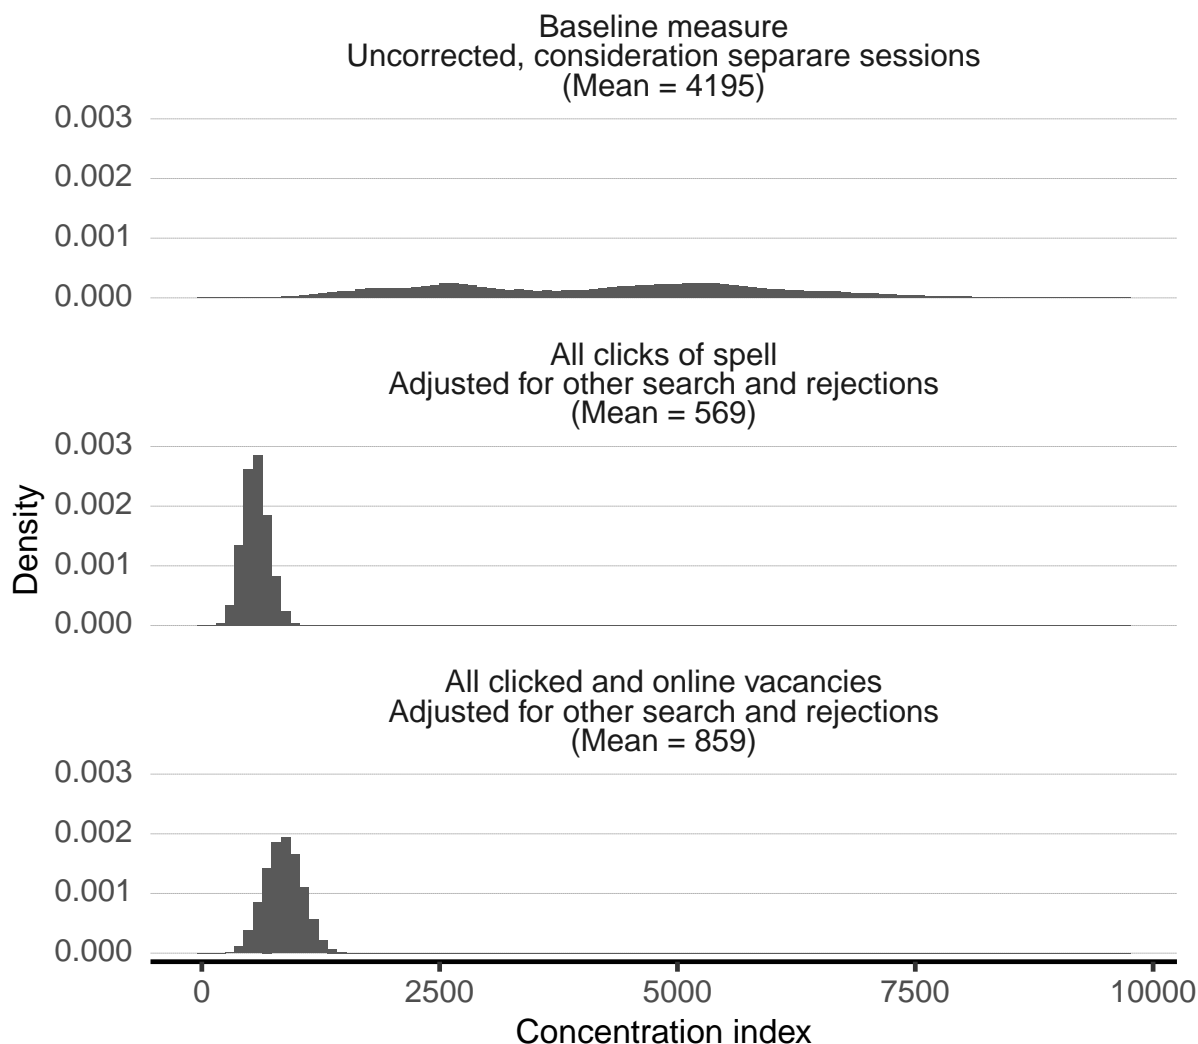 Baseline measure
Uncorrected, consideration separare sessions
(Mean = 4195)
0.003
0.002
0.001
0.000
All clicks of spell
Adjusted for other search and rejections
(Mean = 569)
0.003
0.002
0.001
0.000
Density
All clicked and online vacancies
Adjusted for other search and rejections
(Mean = 859)
0.003
0.002
0.001
0.000
0 2500 5000 7500 10000
Concentration index